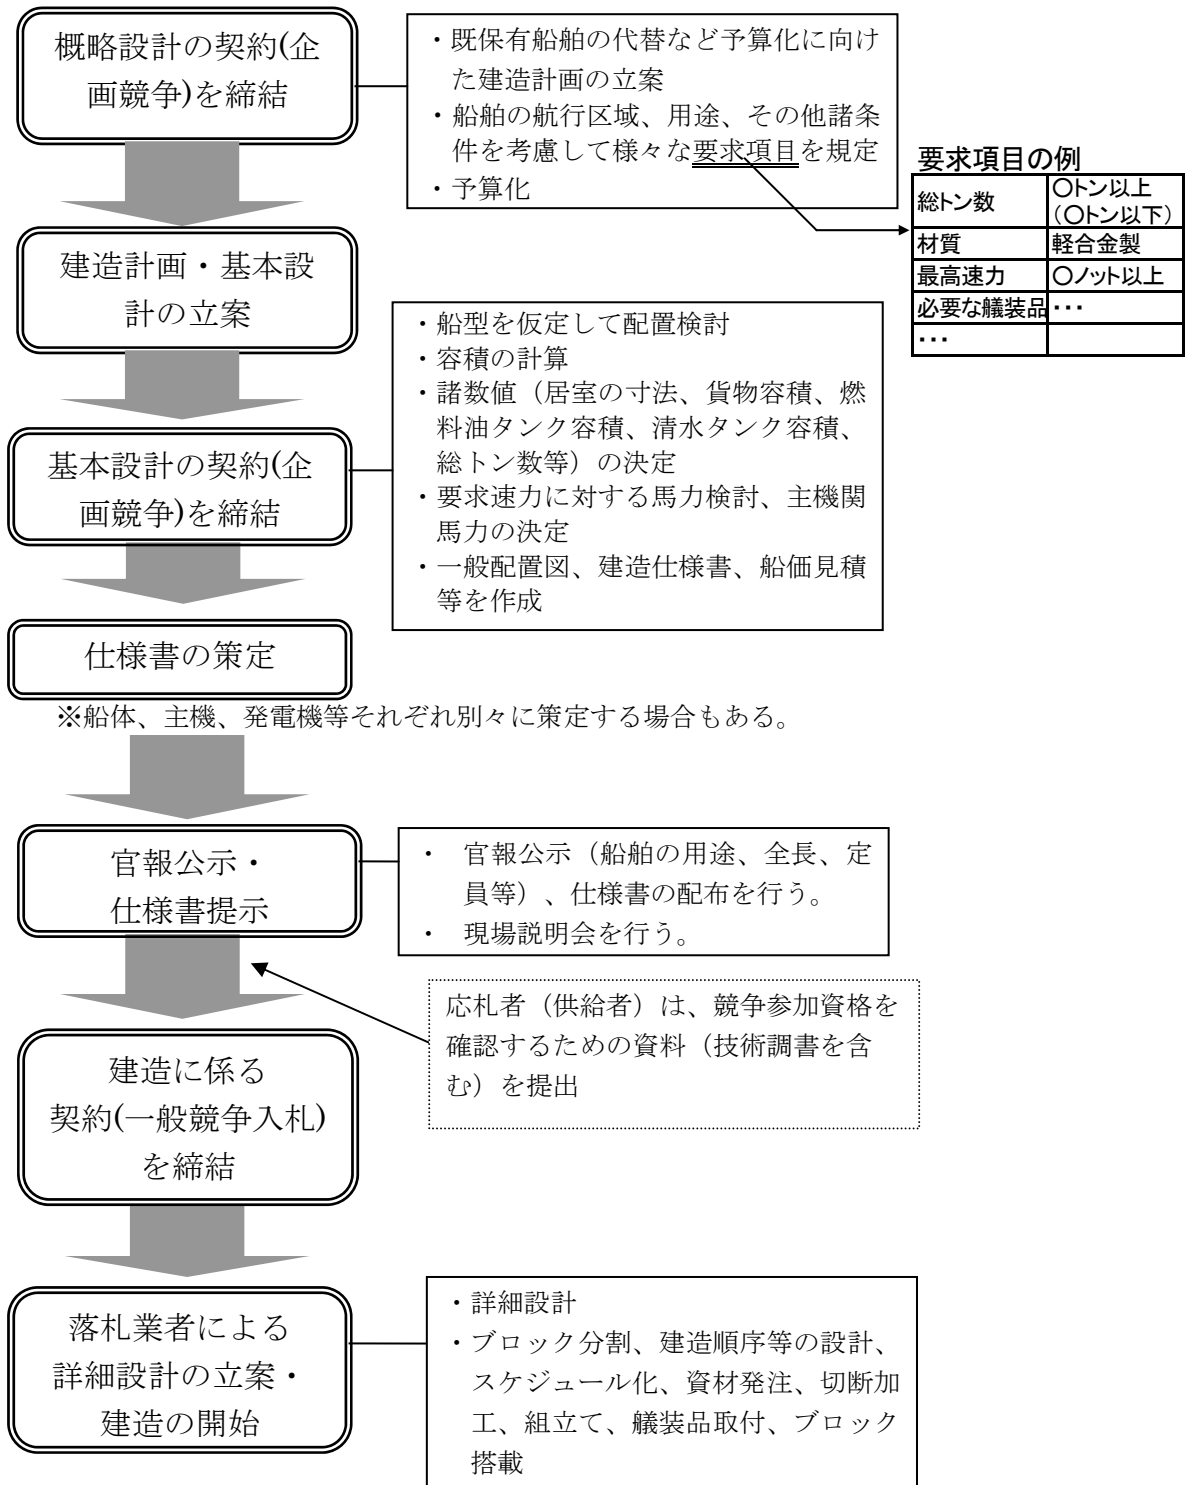 概略設計の契約(企
画競争)を締結
・既保有船舶の代替など予算化に向け
た建造計画の立案
・船舶の航行区域、用途、その他諸条
件を考慮して様々な要求項目を規定
・予算化
要求項目の例
総トン数
○トン以上
(○トン以下)
材質
軽合金製
最高速力
○ノット以上
必要な艤装品
・・・
・・・
建造計画・基本設
計の立案
・船型を仮定して配置検討
・容積の計算
・諸数値(居室の寸法、貨物容積、燃
料油タンク容積、清水タンク容積、
総トン数等)の決定
・要求速力に対する馬力検討、主機関
馬力の決定
・一般配置図、建造仕様書、船価見積
等を作成
基本設計の契約(企
画競争)を締結
仕様書の策定
※船体、主機、発電機等それぞれ別々に策定する場合もある。
官報公示・
仕様書提示
・ 官報公示(船舶の用途、全長、定
員等)、仕様書の配布を行う。
・ 現場説明会を行う。
応札者(供給者)は、競争参加資格を
確認するための資料(技術調書を含
む)を提出
建造に係る
契約(一般競争入札)
を締結
落札業者による
詳細設計の立案・
建造の開始
・詳細設計
・ブロック分割、建造順序等の設計、
スケジュール化、資材発注、切断加
工、組立て、艤装品取付、ブロック
搭載